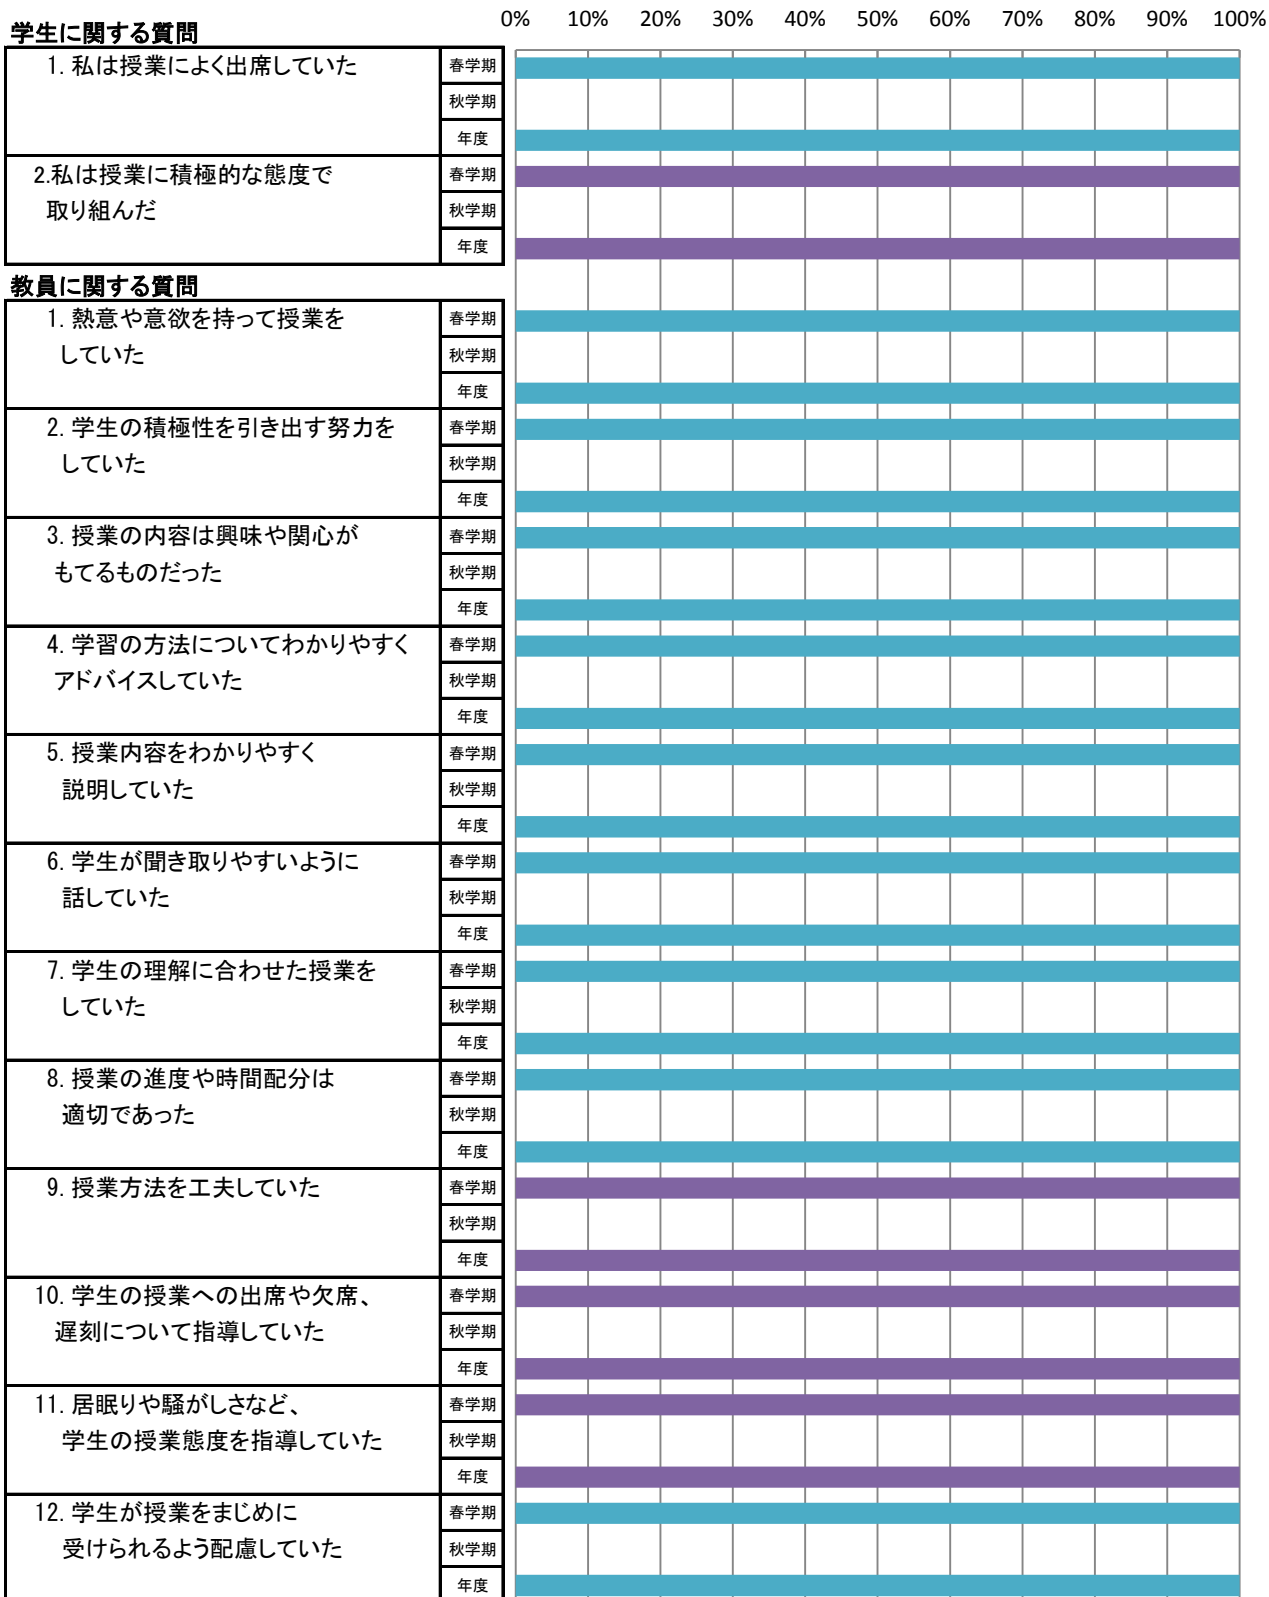 0% 10% 20% 30% 40% 50% 60% 70% 80% 90% 100%
学生に関する質問
1. 私は授業によく出席していた 春学期
秋学期
年度
2.私は授業に積極的な態度で 春学期
取り組んだ 秋学期
年度
教員に関する質問
1. 熱意や意欲を持って授業を 春学期
していた 秋学期
年度
2. 学生の積極性を引き出す努力を 春学期
していた 秋学期
年度
3. 授業の内容は興味や関心が 春学期
もてるものだった 秋学期
年度
4. 学習の方法についてわかりやすく 春学期
アドバイスしていた 秋学期
年度
5. 授業内容をわかりやすく 春学期
説明していた 秋学期
年度
6. 学生が聞き取りやすいように 春学期
話していた 秋学期
年度
7. 学生の理解に合わせた授業を 春学期
していた 秋学期
年度
8. 授業の進度や時間配分は 春学期
適切であった 秋学期
年度
9. 授業方法を工夫していた 春学期
秋学期
年度
10. 学生の授業への出席や欠席、 春学期
遅刻について指導していた 秋学期
年度
11. 居眠りや騒がしさなど、 春学期
学生の授業態度を指導していた 秋学期
年度
12. 学生が授業をまじめに 春学期
受けられるよう配慮していた 秋学期
年度